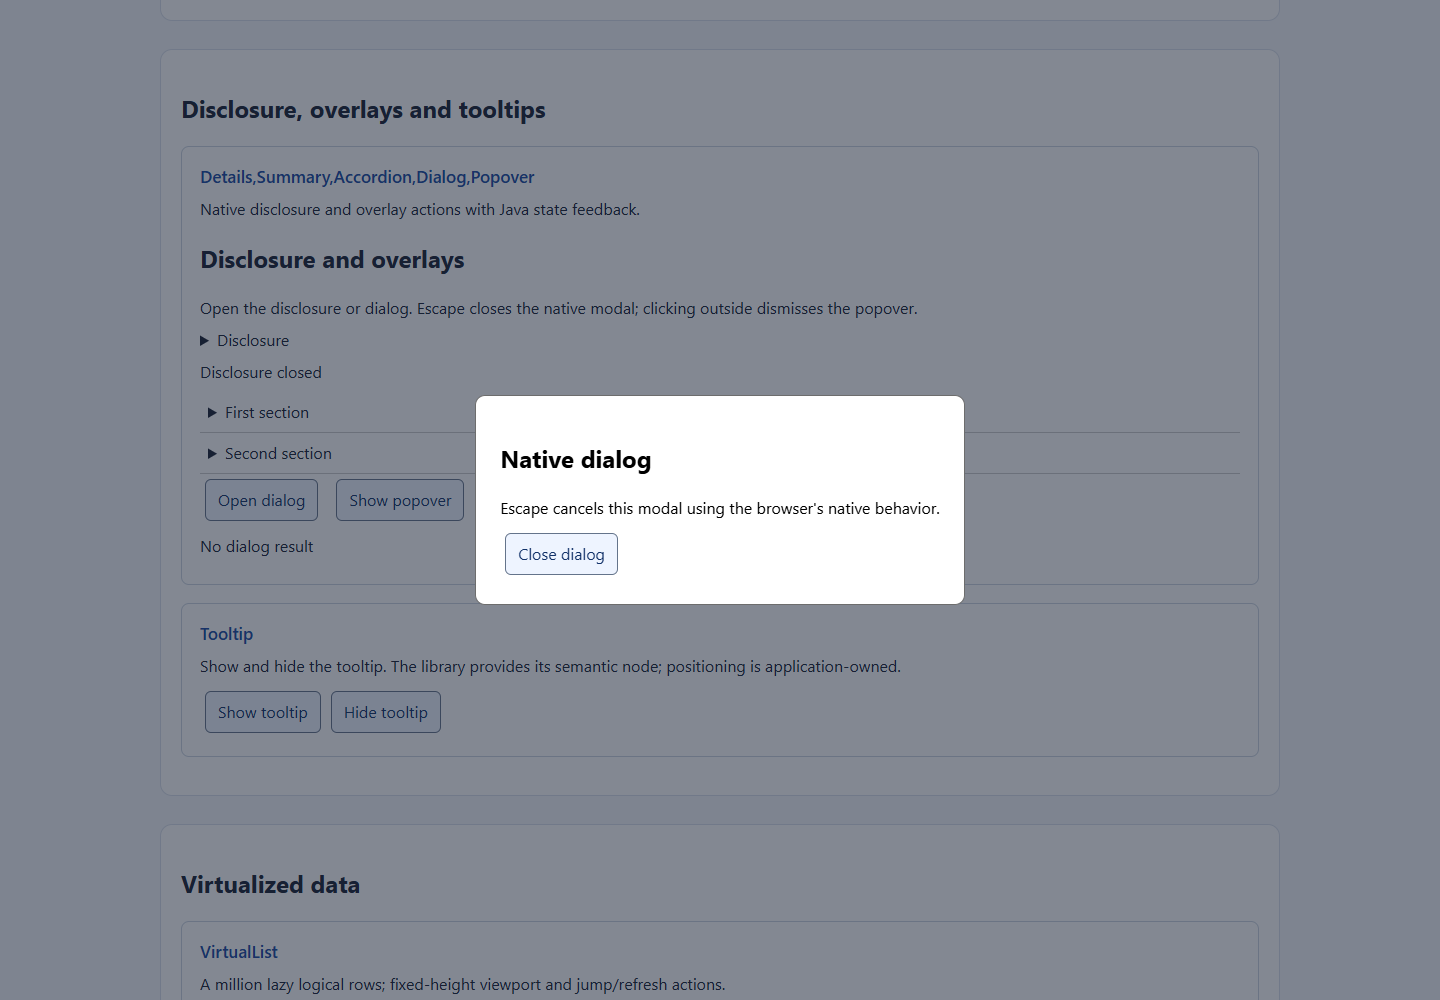 Disclosure, overlays and tooltips
Details,Summary,Accordion,Dialog,Popover
Native disclosure and overlay actions with Java state feedback.
Disclosure and overlays
Open the disclosure or dialog. Escape closes the native modal; clicking outside dismisses the popover.
Disclosure
Disclosure closed
First section
Second section
Open dialog
Show popover
No dialog result
Native dialog
Escape cancels this modal using the browser's native behavior.
Close dialog
Tooltip
Show and hide the tooltip. The library provides its semantic node; positioning is application-owned.
Show tooltip
Hide tooltip
Virtualized data
VirtualList
A million lazy logical rows; fixed-height viewport and jump/refresh actions.